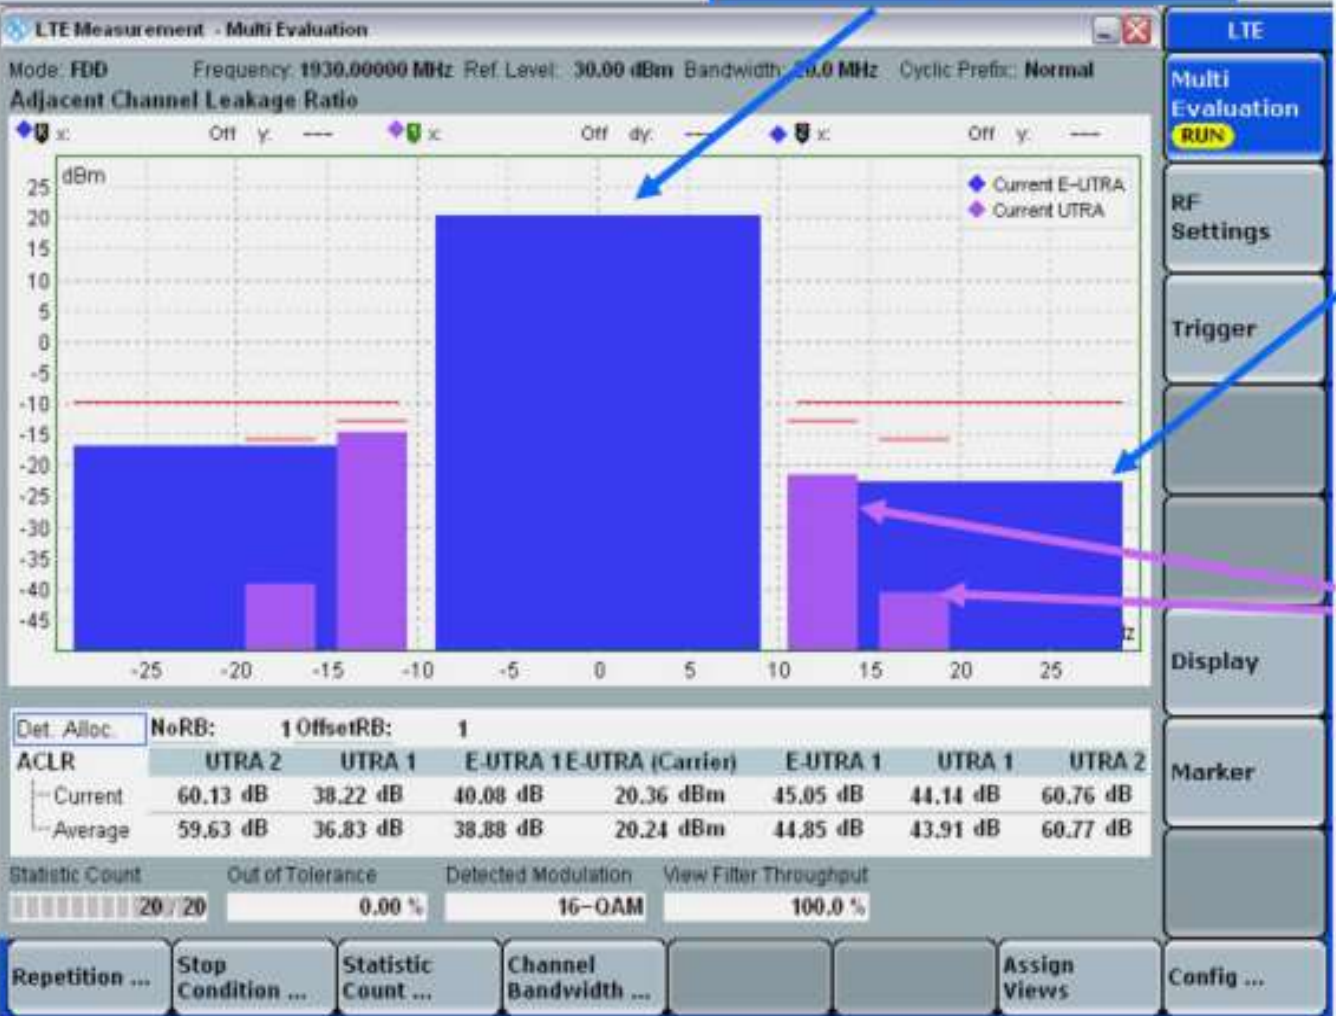 LTE Measurement - Multi Evaluation
LTE
Mode: FDD Frequency: 1930.00000 MHz Ref. Level: 30.00 dBm Bandwidth: 20.0 MHz Cyclic Prefix: Normal
Adjacent Channel Leakage Ratio
x: Off y: --- 1 x: Off dy: --- x: Off y: ---
Multi
Evaluation
RUN
dBm
Current E-UTRA
Current UTRA
25
20
15
10
5
0
-5
-10
-15
-20
-25
-30
-35
-40
-45
-25 -20 -15 -10 -5 0 5 10 15 20 25
RF
Settings
Trigger
Display
Marker
Det. Alloc. NoRB: 1 OffsetRB: 1
ACLR UTRA 2 UTRA 1 E-UTRA 1 E-UTRA (Carrier) E-UTRA 1 UTRA 1 UTRA 2
Current 60.13 dB 38.22 dB 40.08 dB 20.36 dBm 45.05 dB 44.14 dB 60.76 dB
Average 59.63 dB 36.83 dB 38.88 dB 20.24 dBm 44.85 dB 43.91 dB 60.77 dB
Statistic Count Out of Tolerance Detected Modulation View Filter Throughput
20 / 20 0.00 % 16-QAM 100.0 %
Repetition ...
Stop
Condition ...
Statistic
Count ...
Channel
Bandwidth ...
Assign
Views
Config ...